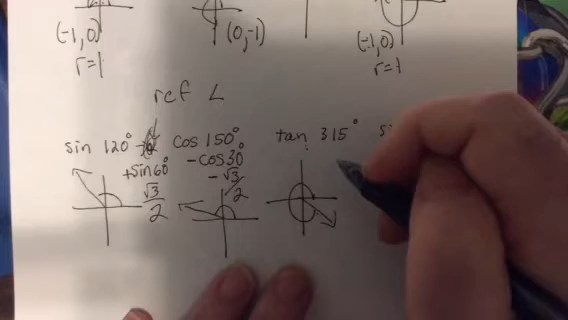 (-1,0) (0,-1) (-1,0)
r=1 r=1
ref ∠
sin 120° cos 150° tan 315° si
+sin60° -cos30°
√3/2 -√3/2